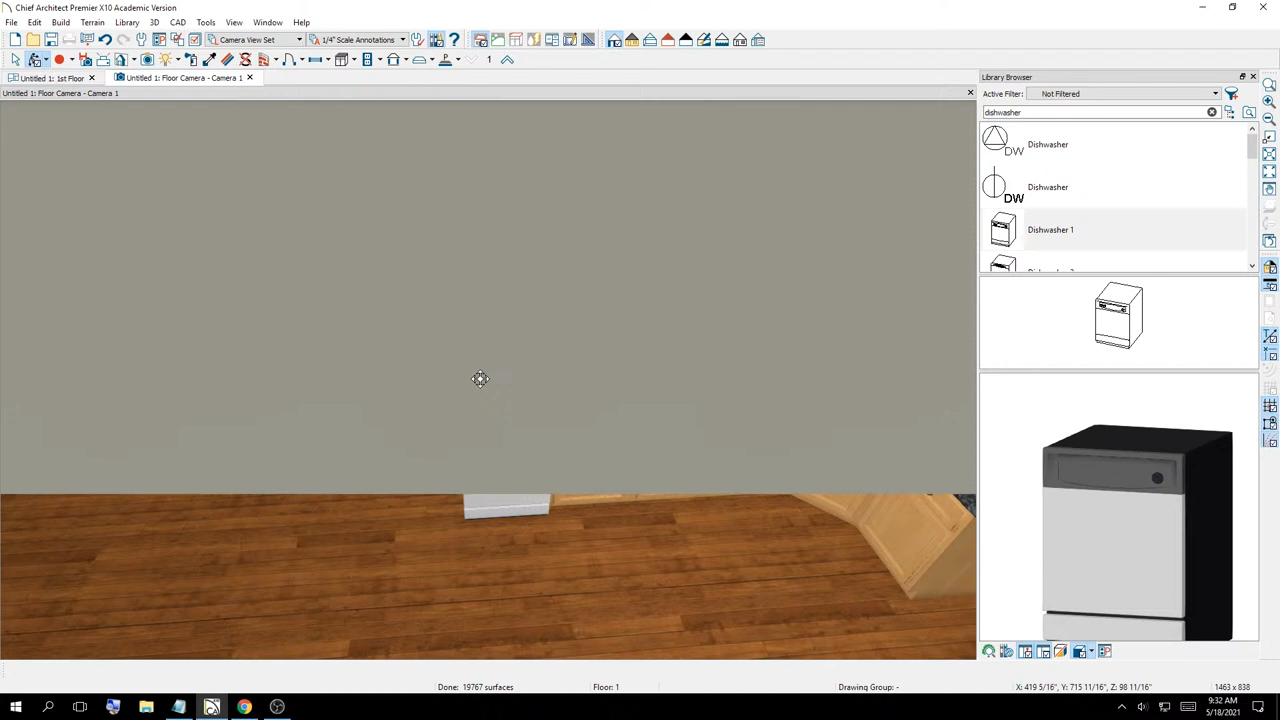 Chief Architect Premier X10 Academic Version
File Edit Build Terrain Library 3D CAD Tools View Window Help
Camera View Set
1/4" Scale Annotations
1
Untitled 1: 1st Floor
Untitled 1: Floor Camera - Camera 1
Untitled 1: Floor Camera - Camera 1
Library Browser
Active Filter: Not Filtered
dishwasher
DW Dishwasher
DW Dishwasher
Dishwasher 1
Done: 19767 surfaces
Floor: 1
Drawing Group: -
X: 419 5/16", Y: 715 11/16", Z: 98 11/16"
1463 x 838
9:32 AM
5/18/2021